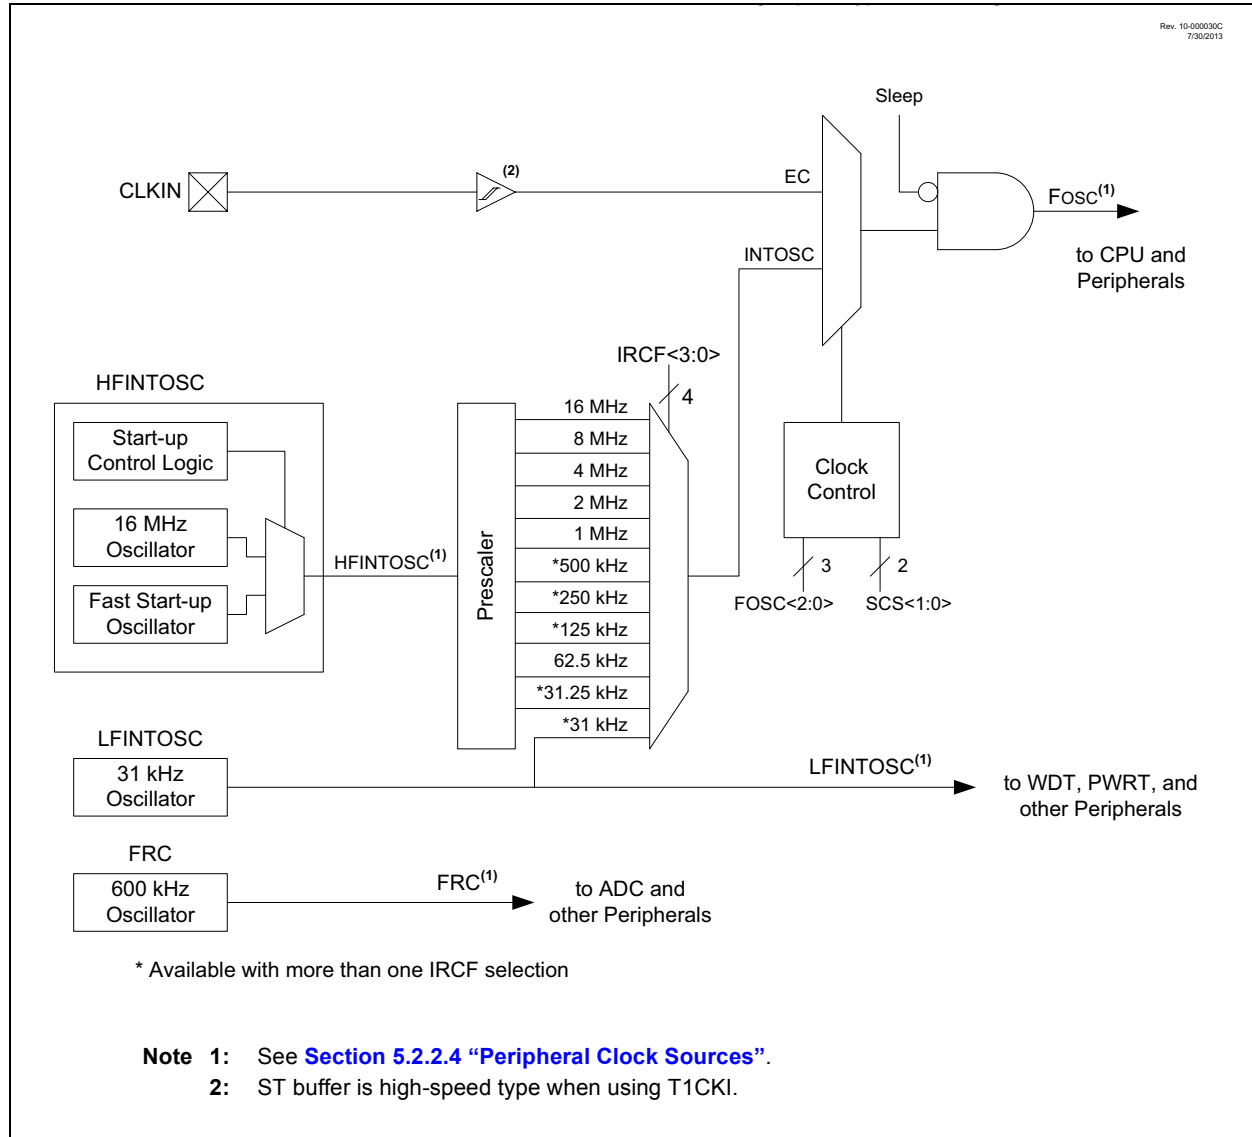 Rev. 10-000030C
7/30/2013
Sleep
CLKIN
(2)
EC
FOSC(1)
to CPU and
Peripherals
INTOSC
IRCF<3:0>
4
HFINTOSC
Start-up
Control Logic
16 MHz
Oscillator
Fast Start-up
Oscillator
HFINTOSC(1)
Prescaler
16 MHz
8 MHz
4 MHz
2 MHz
1 MHz
*500 kHz
*250 kHz
*125 kHz
62.5 kHz
*31.25 kHz
*31 kHz
Clock
Control
3
2
FOSC<2:0>
SCS<1:0>
LFINTOSC
31 kHz
Oscillator
LFINTOSC(1)
to WDT, PWRT, and
other Peripherals
FRC
600 kHz
Oscillator
FRC(1)
to ADC and
other Peripherals
* Available with more than one IRCF selection
Note 1: See Section 5.2.2.4 “Peripheral Clock Sources”.
2: ST buffer is high-speed type when using T1CKI.